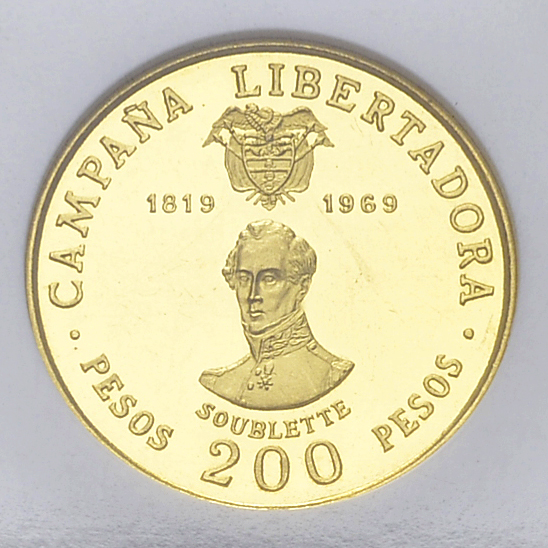 CAMPAÑA LIBERTADORA
1819 1969
SOUBLETTE
PESOS 200 PESOS